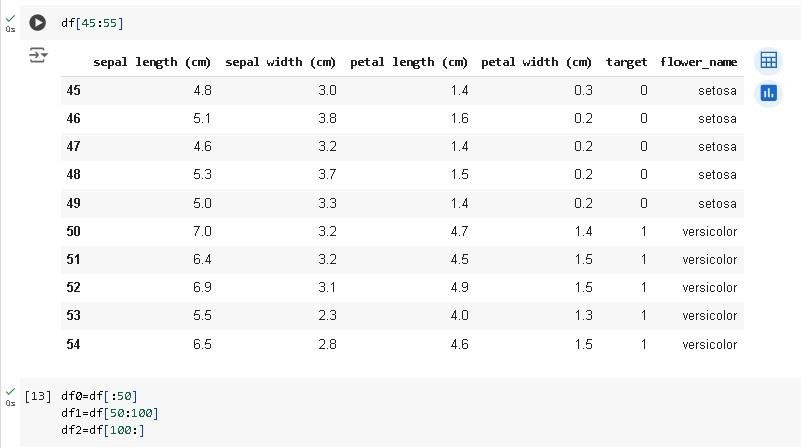 df[45:55]
0s
sepal length (cm) sepal width (cm) petal length (cm) petal width (cm) target flower_name
45 4.8 3.0 1.4 0.3 0 setosa
46 5.1 3.8 1.6 0.2 0 setosa
47 4.6 3.2 1.4 0.2 0 setosa
48 5.3 3.7 1.5 0.2 0 setosa
49 5.0 3.3 1.4 0.2 0 setosa
50 7.0 3.2 4.7 1.4 1 versicolor
51 6.4 3.2 4.5 1.5 1 versicolor
52 6.9 3.1 4.9 1.5 1 versicolor
53 5.5 2.3 4.0 1.3 1 versicolor
54 6.5 2.8 4.6 1.5 1 versicolor
[13] df0=df[:50]
0s
df1=df[50:100]
df2=df[100:]